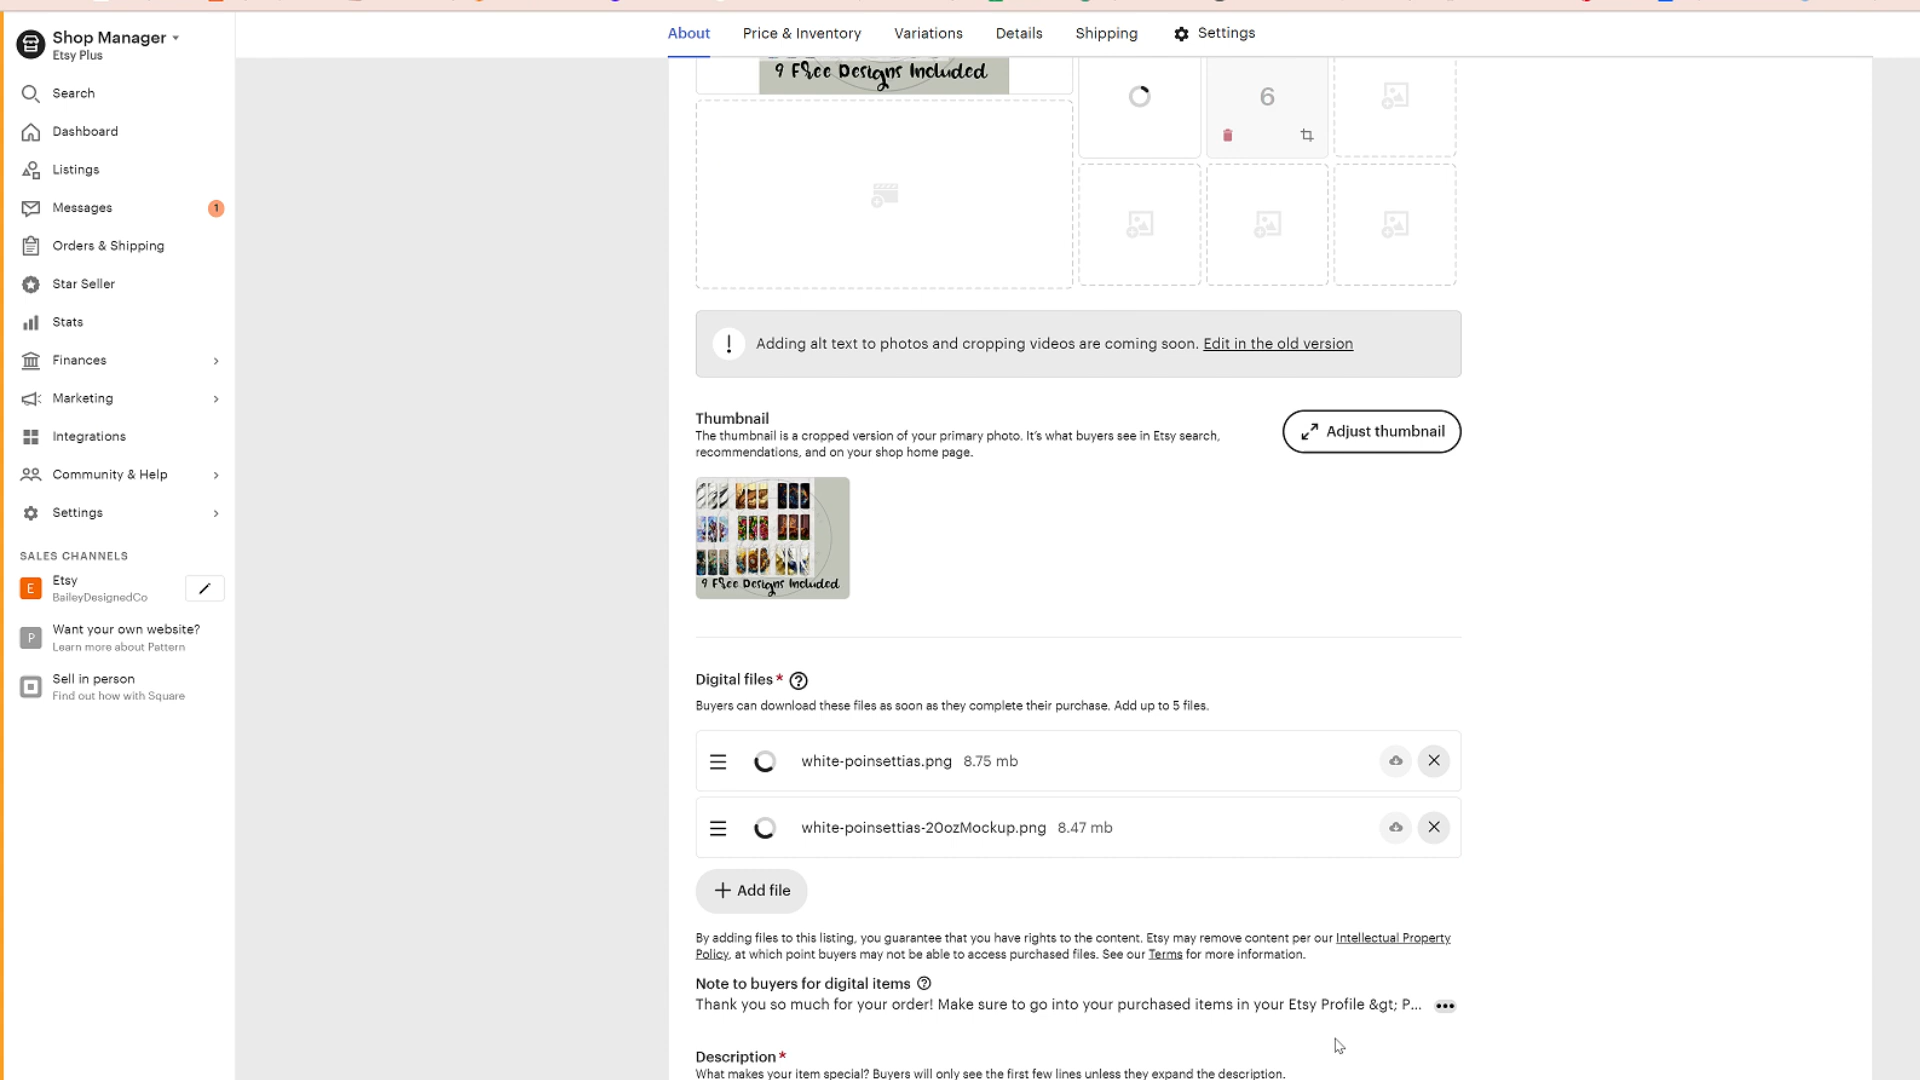 Shop Manager
Etsy Plus
Search
Dashboard
Listings
Messages
1
Orders & Shipping
Star Seller
Stats
Finances
Marketing
Integrations
Community & Help
Settings
SALES CHANNELS
E
Etsy
BaileyDesignedCo
P
Want your own website?
Learn more about Pattern
Sell in person
Find out how with Square
About
Price & Inventory
Variations
Details
Shipping
Settings
9 Free Designs Included
6
Adding alt text to photos and cropping videos are coming soon. Edit in the old version
Thumbnail
The thumbnail is a cropped version of your primary photo. It's what buyers see in Etsy search,
recommendations, and on your shop home page.
Adjust thumbnail
9 Free Designs Included
Digital files *
Buyers can download these files as soon as they complete their purchase. Add up to 5 files.
white-poinsettias.png 8.75 mb
white-poinsettias-20ozMockup.png 8.47 mb
+ Add file
By adding files to this listing, you guarantee that you have rights to the content. Etsy may remove content per our Intellectual Property
Policy, at which point buyers may not be able to access purchased files. See our Terms for more information.
Note to buyers for digital items
Thank you so much for your order! Make sure to go into your purchased items in your Etsy Profile &gt; P...
Description *
What makes your item special? Buyers will only see the first few lines unless they expand the description.